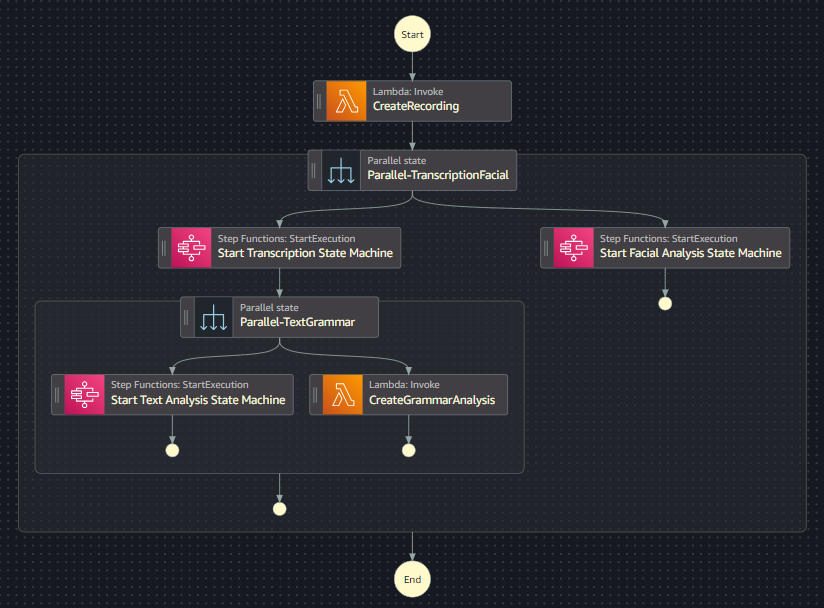 Start
Lambda: Invoke
CreateRecording
Parallel state
Parallel-TranscriptionFacial
Step Functions: StartExecution
Start Transcription State Machine
Step Functions: StartExecution
Start Facial Analysis State Machine
Parallel state
Parallel-TextGrammar
Step Functions: StartExecution
Start Text Analysis State Machine
Lambda: Invoke
CreateGrammarAnalysis
End